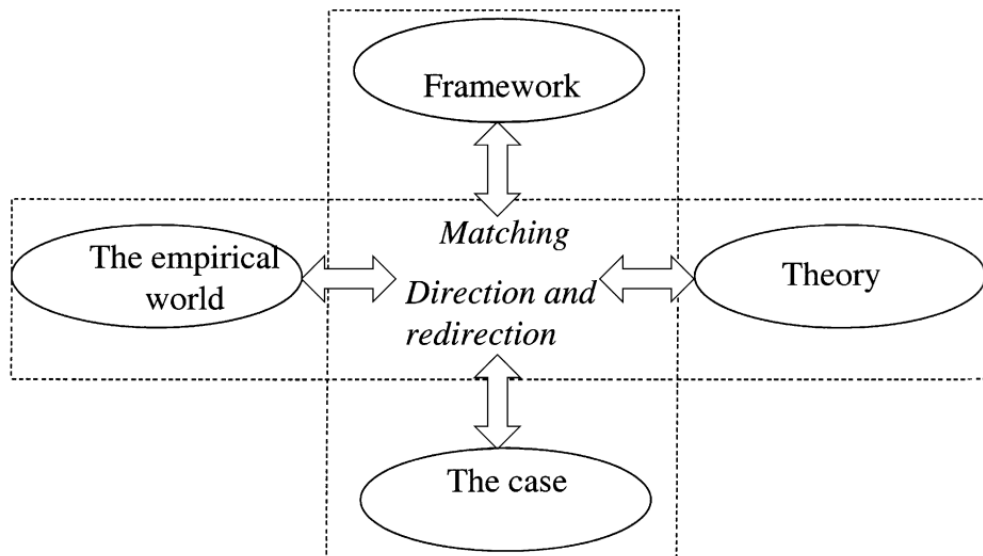 Framework
Matching
The empirical
world
Direction and
redirection
Theory
The case